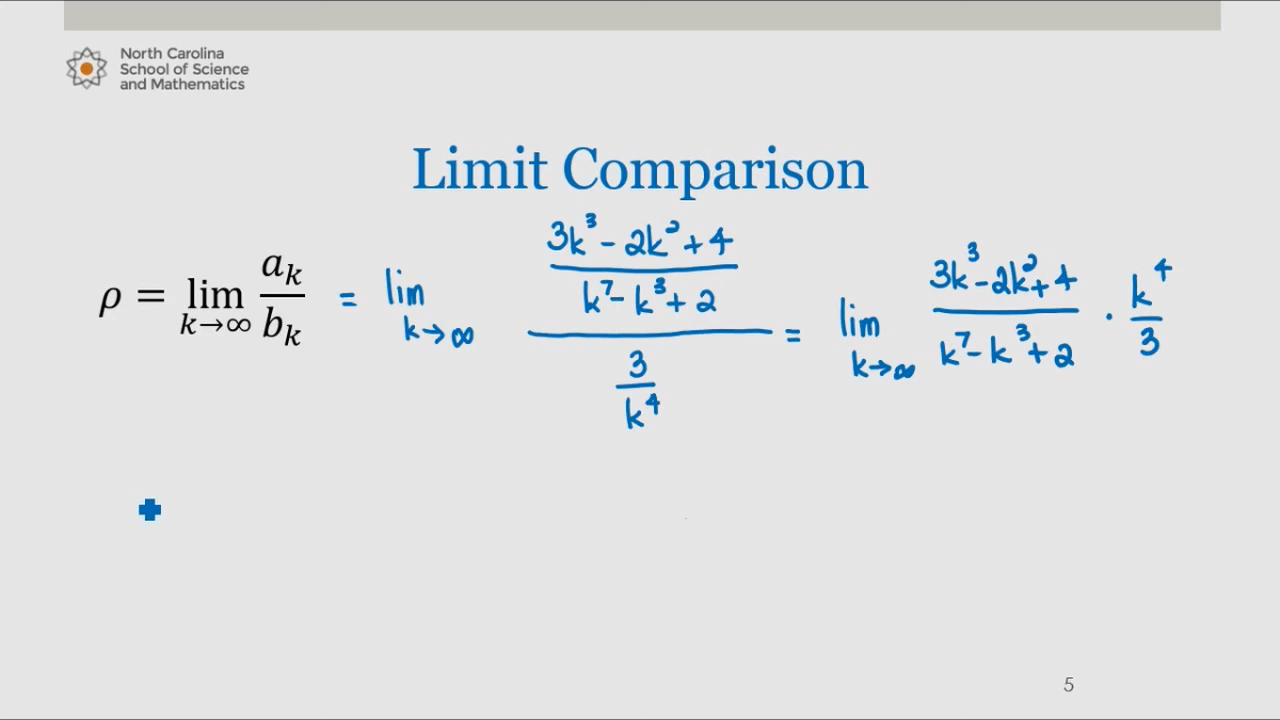 North Carolina
School of Science
and Mathematics
Limit Comparison
ρ = lim_{k→∞} a_k/b_k = lim_{k→∞} ((3k³ - 2k² + 4)/(k⁷ - k³ + 2))/(3/k⁴) = lim_{k→∞} (3k³ - 2k² + 4)/(k⁷ - k³ + 2) · k⁴/3
5